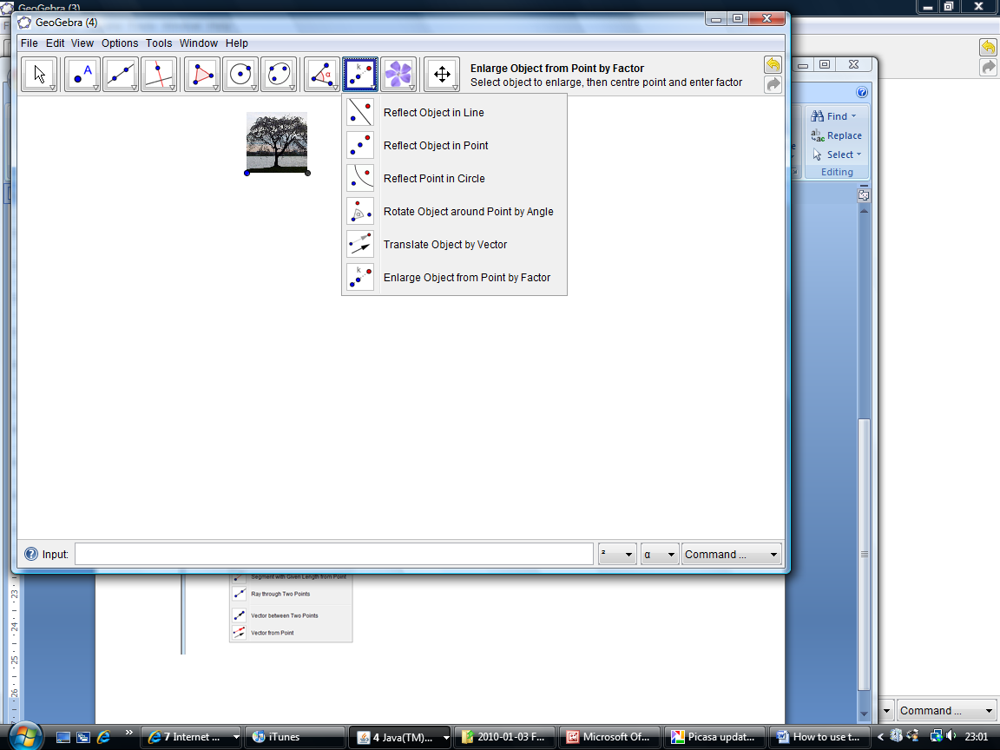 GeoGebra (3)
GeoGebra (4)
File Edit View Options Tools Window Help
Enlarge Object from Point by Factor
Select object to enlarge, then centre point and enter factor
Reflect Object in Line
Reflect Object in Point
Reflect Point in Circle
Rotate Object around Point by Angle
Translate Object by Vector
Enlarge Object from Point by Factor
Find
Replace
Select
Editing
Input:
²
α
Command ...
Segment with Given Length from Point
Ray through Two Points
Vector between Two Points
Vector from Point
23
24
25
26
Command ...
7 Internet ...
iTunes
4 Java(TM)...
2010-01-03 F...
Microsoft Of...
Picasa updat...
How to use t...
23:01